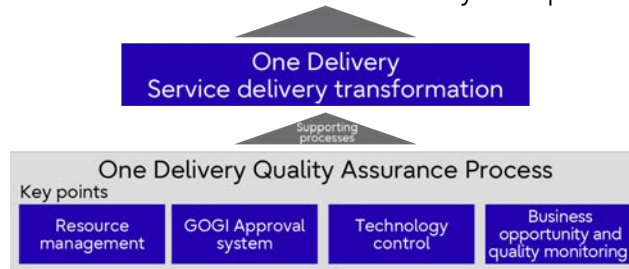 One Delivery
Service delivery transformation
Supporting
processes
One Delivery Quality Assurance Process
Key points
Resource
management
GOGI Approval
system
Technology
control
Business
opportunity and
quality monitoring